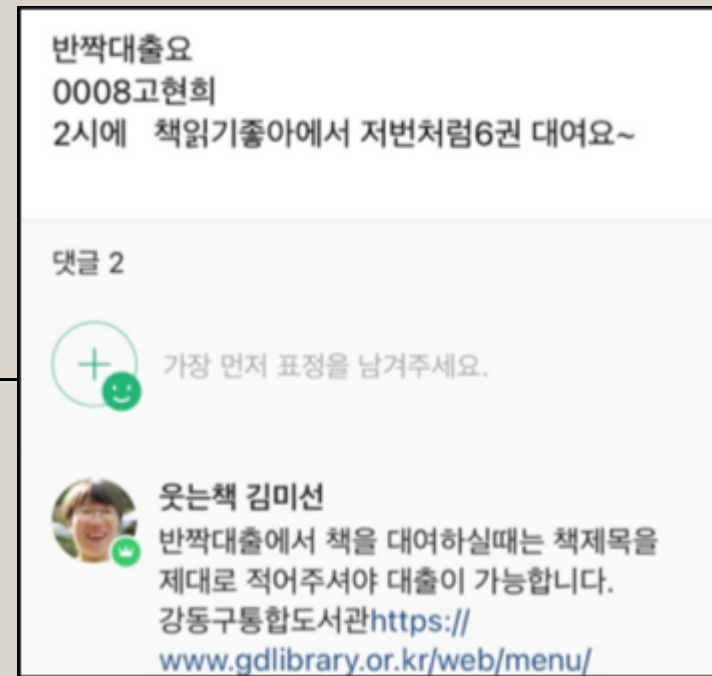 반짝대출요
0008고현희
2시에 책읽기좋아에서 저번처럼6권 대여요~
댓글 2
가장 먼저 표정을 남겨주세요.
웃는책 김미선
반짝대출에서 책을 대여하실때는 책제목을
제대로 적어주셔야 대출이 가능합니다.
강동구통합도서관https://
www.gdlibrary.or.kr/web/menu/